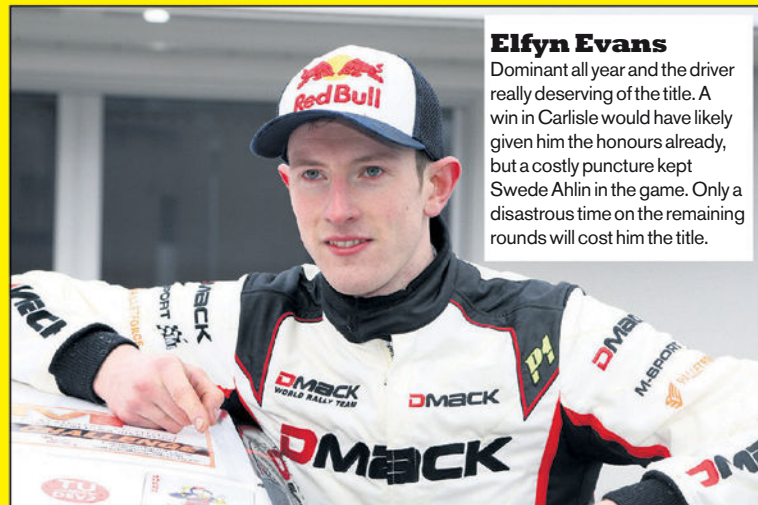 Elfyn Evans
Dominant all year and the driver
really deserving of the title. A
win in Carlisle would have likely
given him the honours already,
but a costly puncture kept
Swede Ahlin in the game. Only a
disastrous time on the remaining
rounds will cost him the title.
Red Bull
DMACK
M-SPORT
DMACK
WORLD RALLY TEAM
DMACK
DMACK